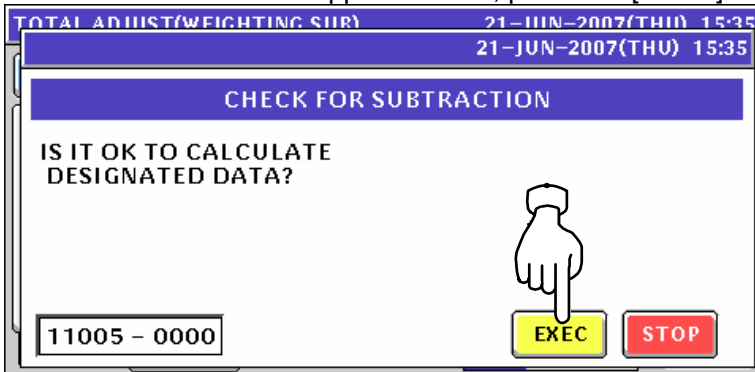 TOTAL ADJUST(WEIGHTING SUB) 21-JUN-2007(THU) 15:35
21-JUN-2007(THU) 15:35
CHECK FOR SUBTRACTION
IS IT OK TO CALCULATE
DESIGNATED DATA?
11005 - 0000 EXEC STOP